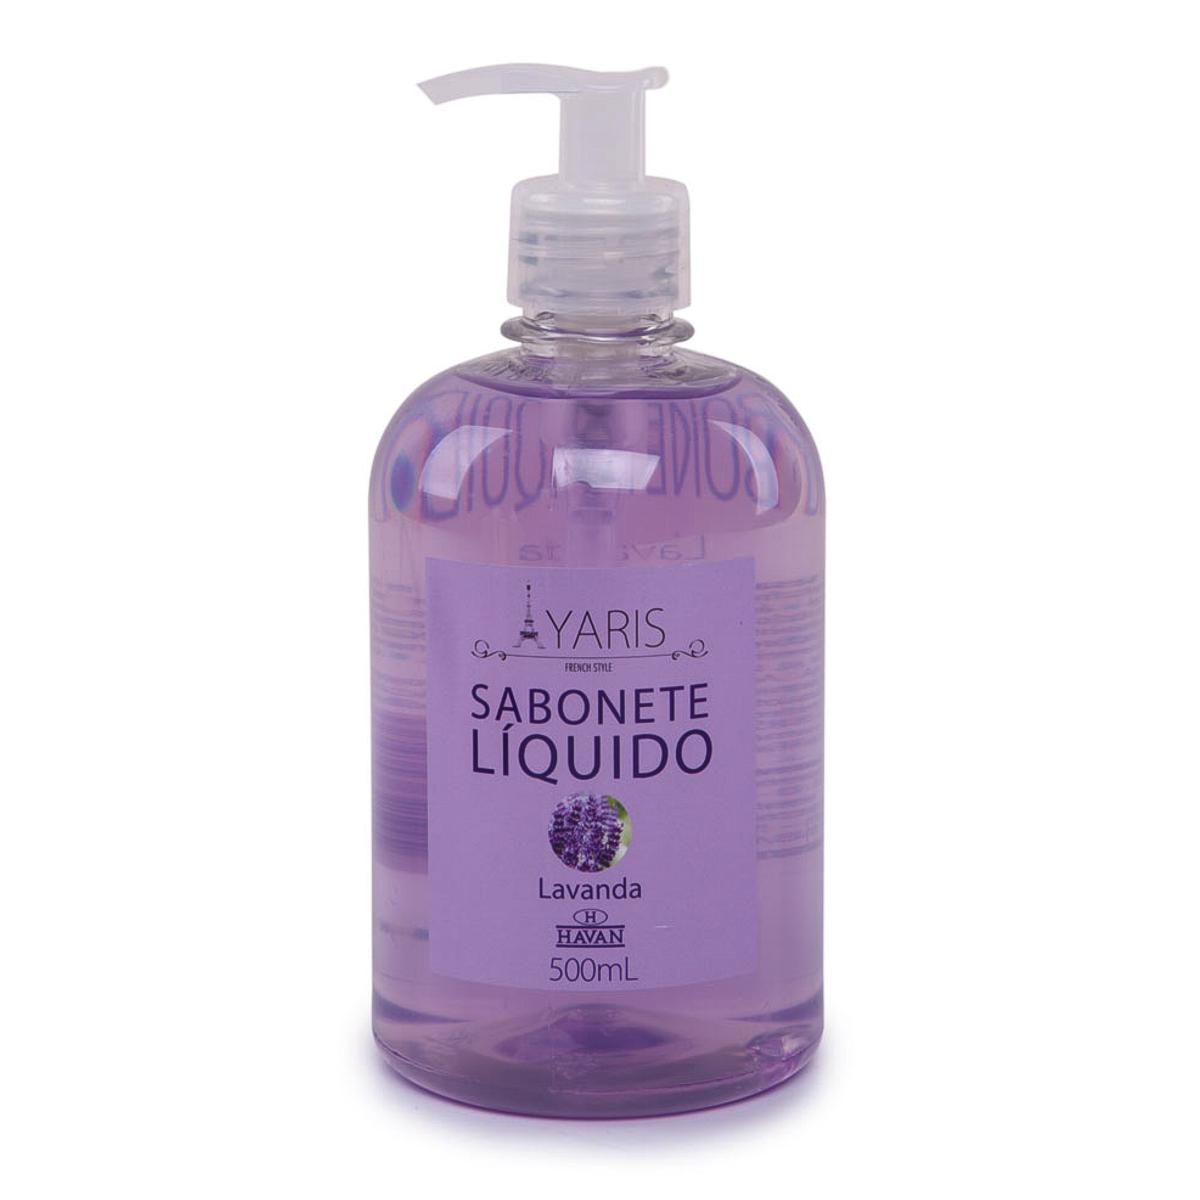 YARIS
FRENCH STYLE
SABONETE
LÍQUIDO
Lavanda
H
HAVAN
500mL